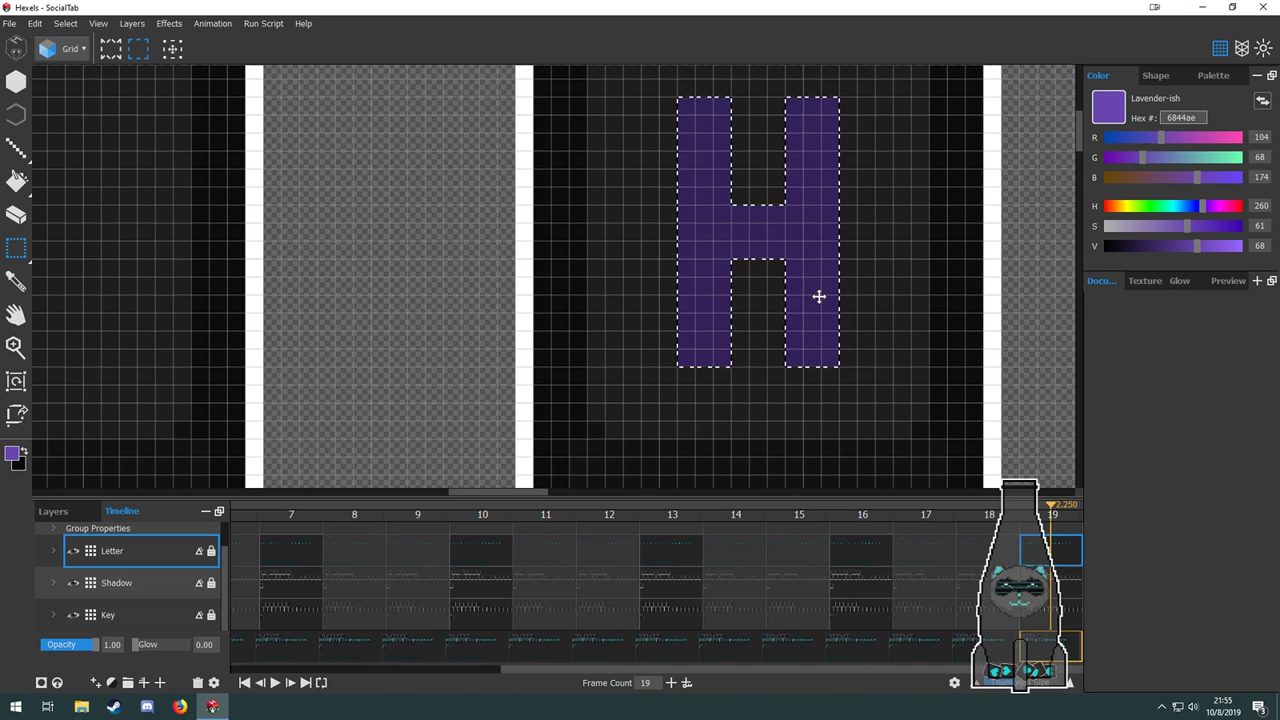 Hexels - SocialTab
File Edit Select View Layers Effects Animation Run Script Help
Grid
Color Shape Palette
Lavender-ish
Hex #: 6844ae
R 104
G 68
B 174
H 260
S 61
V 68
Docu... Texture Glow Preview
H
Layers Timeline
2.250
7 8 9 10 11 12 13 14 15 16 17 18 19
Group Properties
Letter
Shadow
Key
Opacity 1.00 Glow 0.00
Frame Count 19
Size
21:55
10/8/2019
3